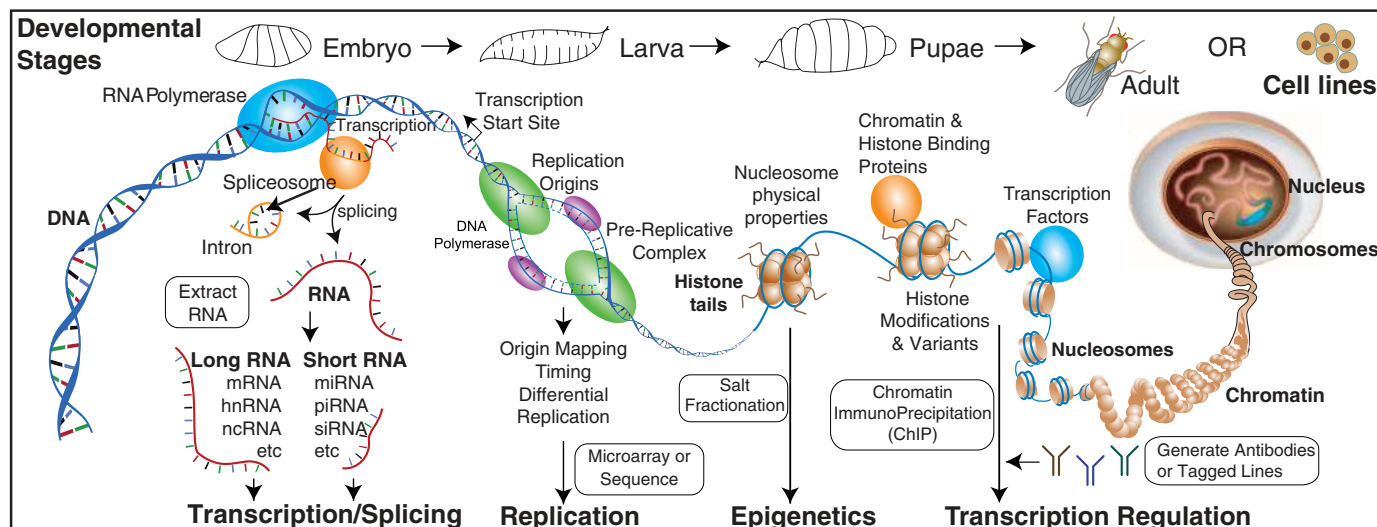 Developmental
Stages
Embryo
Larva
Pupae
Adult
OR
Cell lines
RNA Polymerase
Transcription
Transcription
Start Site
Spliceosome
splicing
DNA
Intron
Extract
RNA
RNA
Long RNA
mRNA
hnRNA
ncRNA
etc
Short RNA
miRNA
piRNA
siRNA
etc
Transcription/Splicing
Replication
Origins
DNA
Polymerase
Pre-Replicative
Complex
Origin Mapping
Timing
Differential
Replication
Microarray or
Sequence
Replication
Nucleosome
physical
properties
Histone
tails
Salt
Fractionation
Epigenetics
Chromatin &
Histone Binding
Proteins
Histone
Modifications
& Variants
Transcription
Factors
Chromatin
ImmunoPrecipitation
(ChIP)
Nucleus
Chromosomes
Nucleosomes
Chromatin
Generate Antibodies
or Tagged Lines
Transcription Regulation